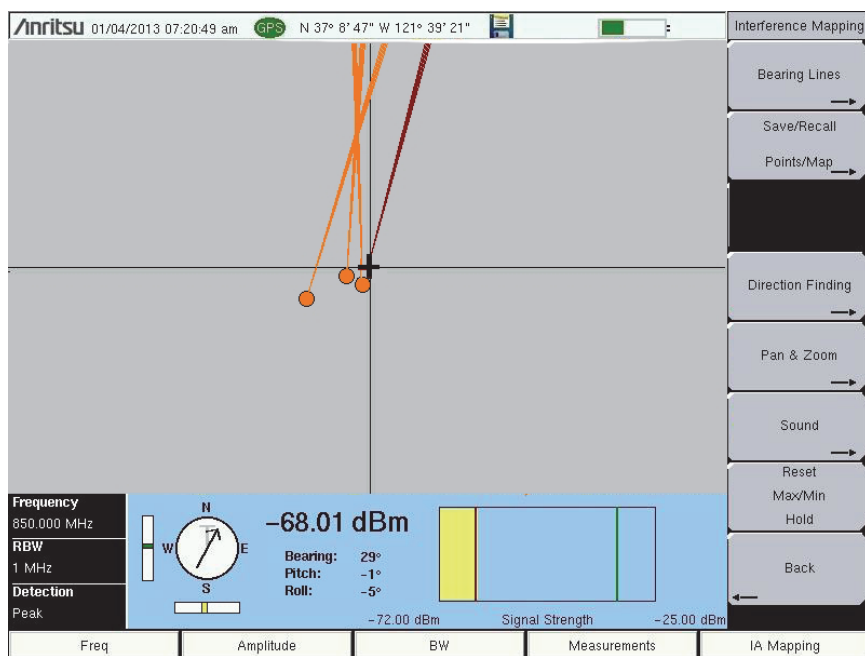 Anritsu 01/04/2013 07:20:49 am GPS N 37° 8' 47" W 121° 39' 21"
Interference Mapping
Bearing Lines
Save/Recall
Points/Map
Direction Finding
Pan & Zoom
Sound
Reset
Max/Min
Hold
Back
Frequency
850.000 MHz
RBW
1 MHz
Detection
Peak
N
W
E
S
T
-68.01 dBm
Bearing: 29°
Pitch: -1°
Roll: -5°
-72.00 dBm Signal Strength -25.00 dBm
Freq Amplitude BW Measurements IA Mapping